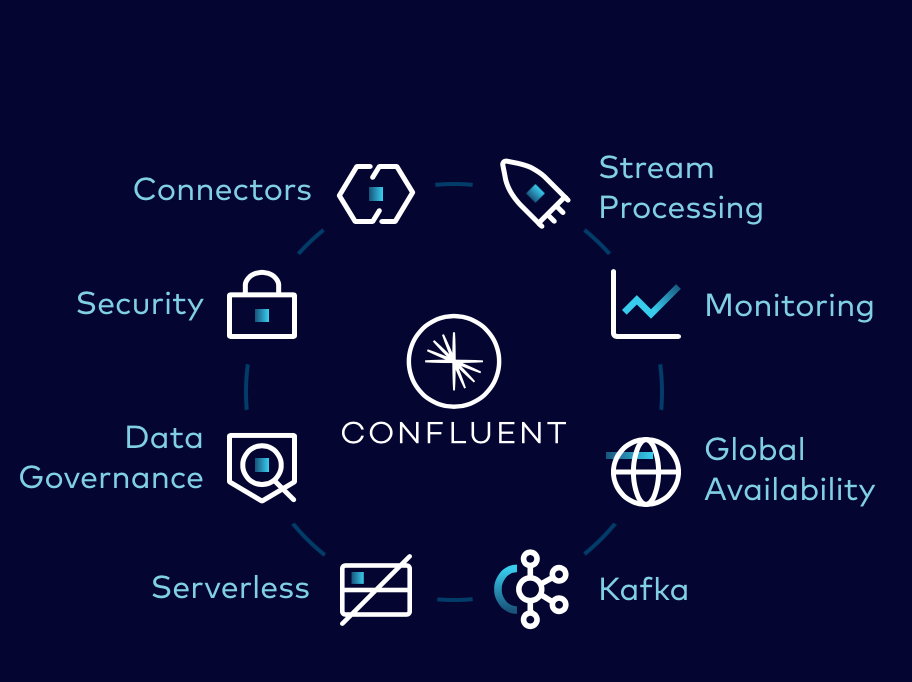 Connectors
Stream
Processing
Security
Monitoring
CONFLUENT
Data
Governance
Global
Availability
Serverless
Kafka